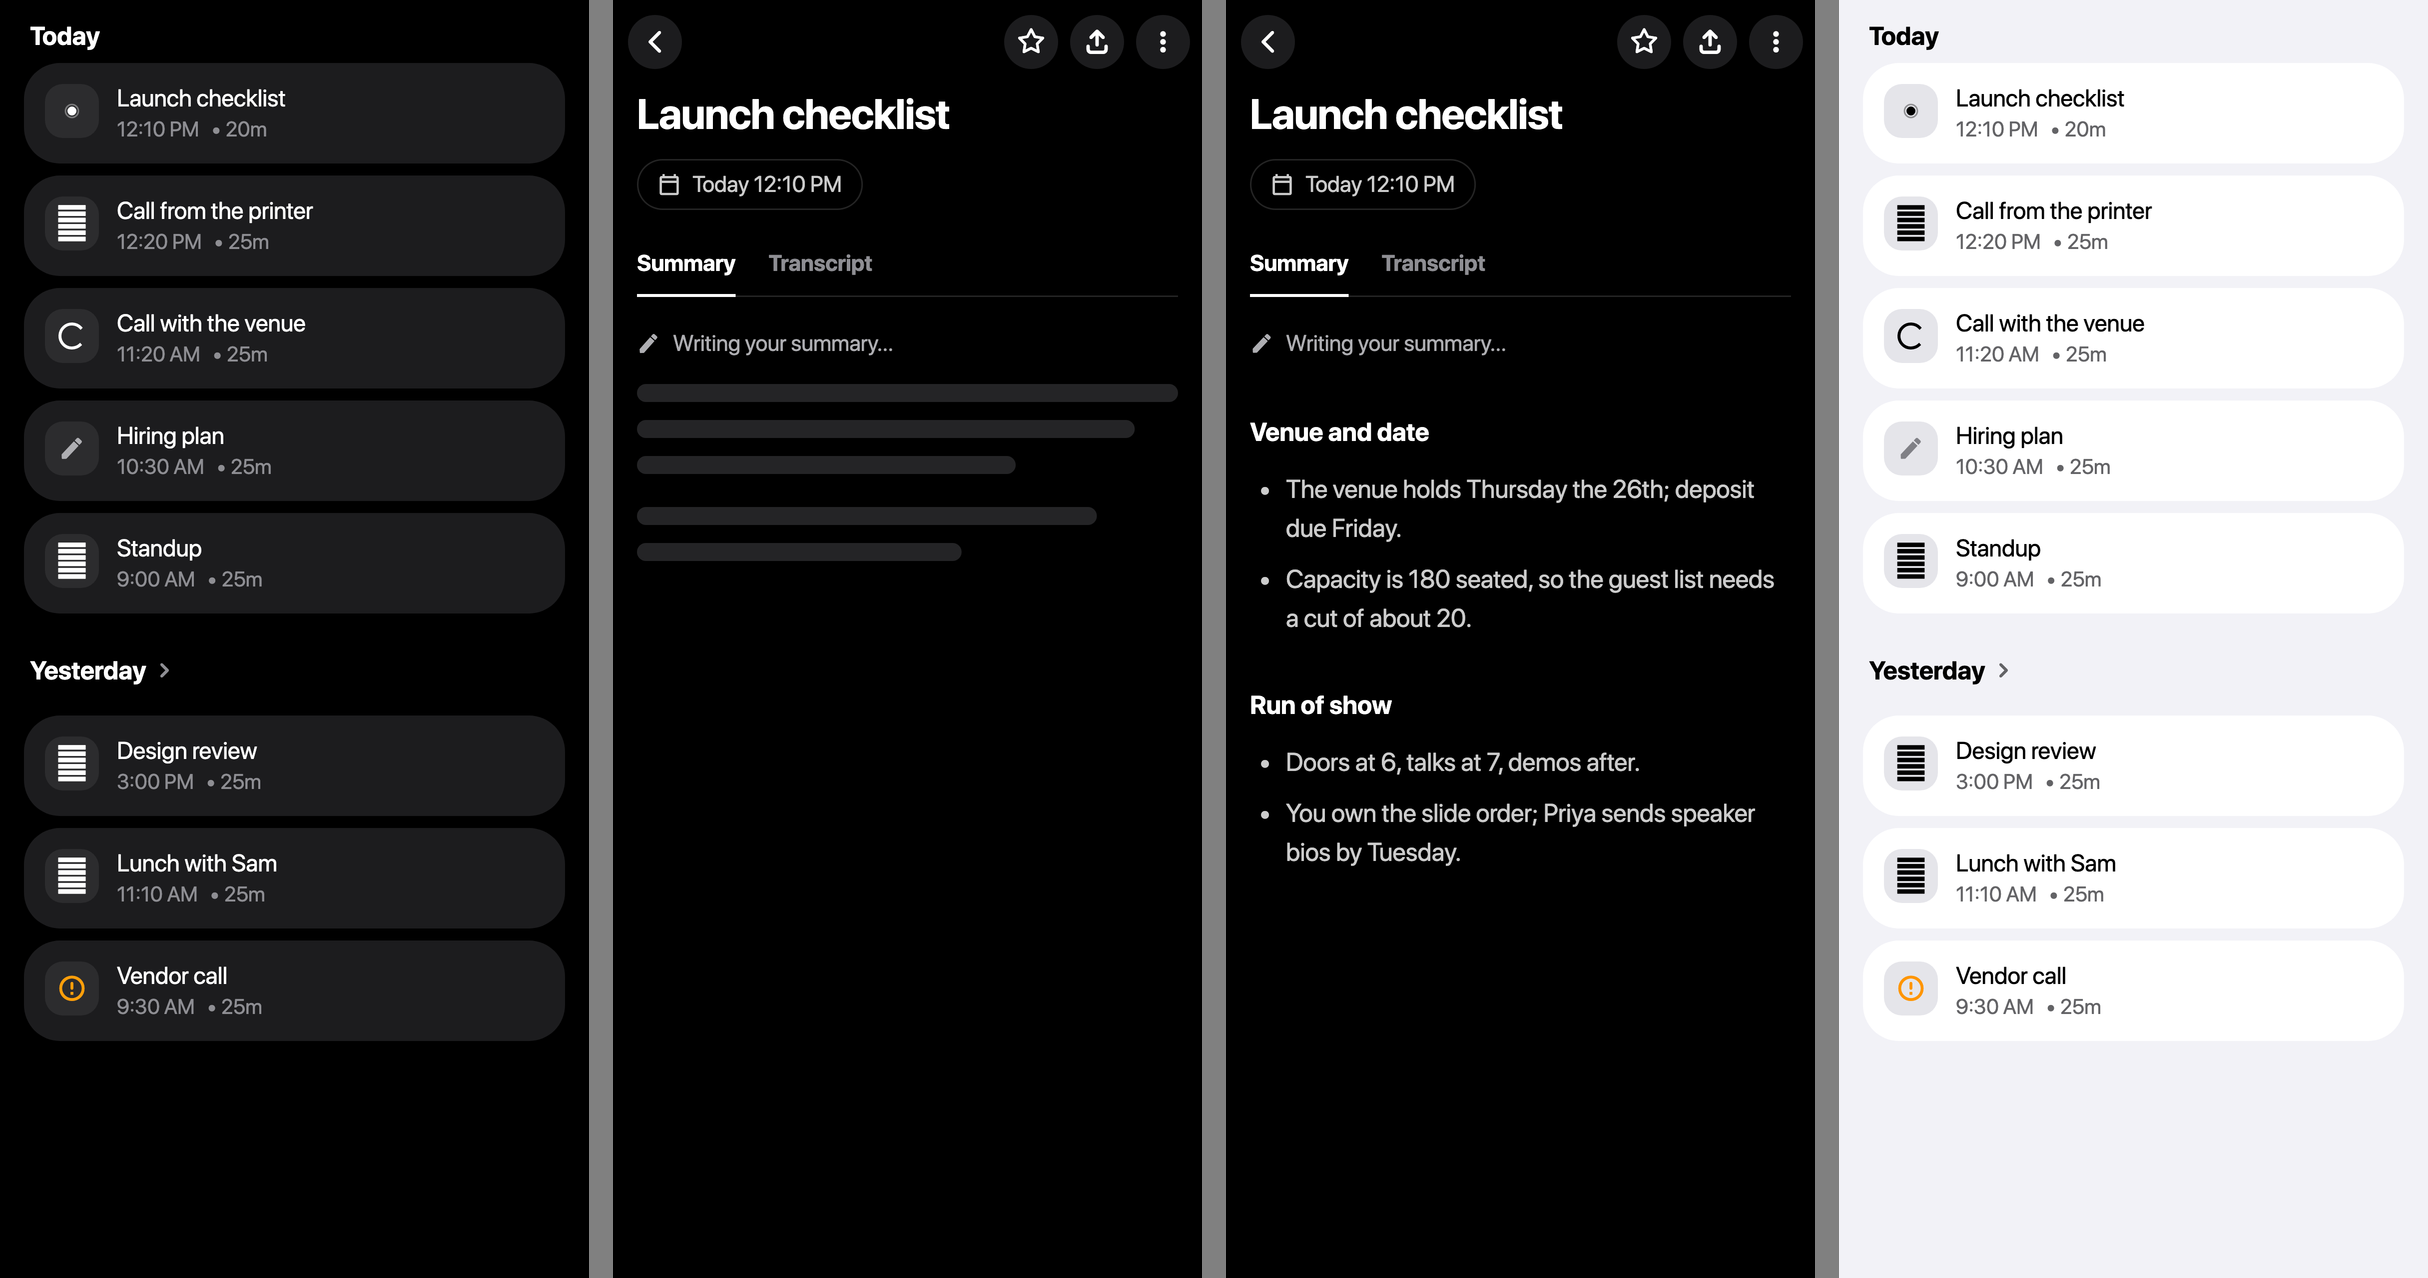 Today
Launch checklist
12:10 PM • 20m
Call from the printer
12:20 PM • 25m
Call with the venue
11:20 AM • 25m
Hiring plan
10:30 AM • 25m
Standup
9:00 AM • 25m
Yesterday
Design review
3:00 PM • 25m
Lunch with Sam
11:10 AM • 25m
Vendor call
9:30 AM • 25m
Launch checklist
Today 12:10 PM
Summary Transcript
Writing your summary...
Launch checklist
Today 12:10 PM
Summary Transcript
Writing your summary...
Venue and date
• The venue holds Thursday the 26th; deposit
due Friday.
• Capacity is 180 seated, so the guest list needs
a cut of about 20.
Run of show
• Doors at 6, talks at 7, demos after.
• You own the slide order; Priya sends speaker
bios by Tuesday.
Today
Launch checklist
12:10 PM • 20m
Call from the printer
12:20 PM • 25m
Call with the venue
11:20 AM • 25m
Hiring plan
10:30 AM • 25m
Standup
9:00 AM • 25m
Yesterday
Design review
3:00 PM • 25m
Lunch with Sam
11:10 AM • 25m
Vendor call
9:30 AM • 25m